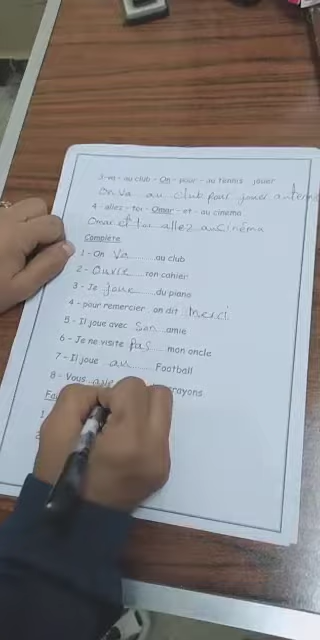 3-va - au club - On - pour - au tennis jouer
On va au club pour jouer au tennis
4 - allez - toi - Omar - et - au cinéma
Omar et toi allez au cinéma
Complete
1 - On va au club
2 - Ouvre ton cahier
3 - Je joue du piano
4 - pour remercier on dit Merci
5 - Il joue avec son amie
6 - Je ne visite pas mon oncle
7 - Il joue au Football
8 - Vous crayons